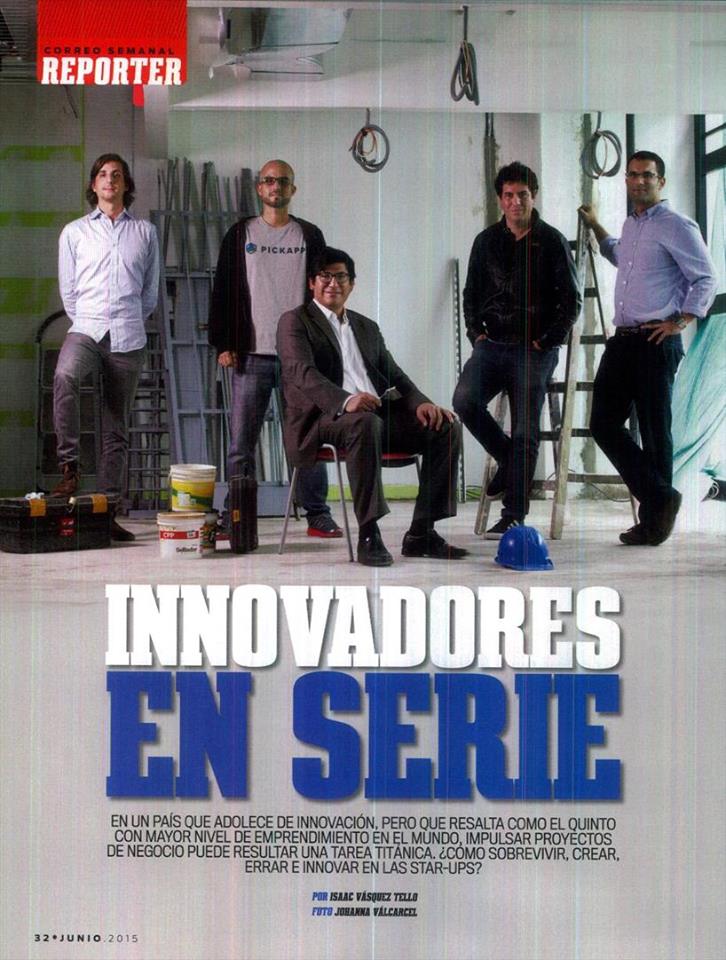 CORREO SEMANAL
REPORTER
PICKAPP
CPP
INNOVADORES
EN SERIE
EN UN PAÍS QUE ADOLECE DE INNOVACIÓN, PERO QUE RESALTA COMO EL QUINTO
CON MAYOR NIVEL DE EMPRENDIMIENTO EN EL MUNDO, IMPULSAR PROYECTOS
DE NEGOCIO PUEDE RESULTAR UNA TAREA TITÁNICA. ¿CÓMO SOBREVIVIR, CREAR,
ERRAR E INNOVAR EN LAS STAR-UPS?
POR ISAAC VÁSQUEZ TELLO
FOTO JOHANNA VÁLCARCEL
32•JUNIO.2015